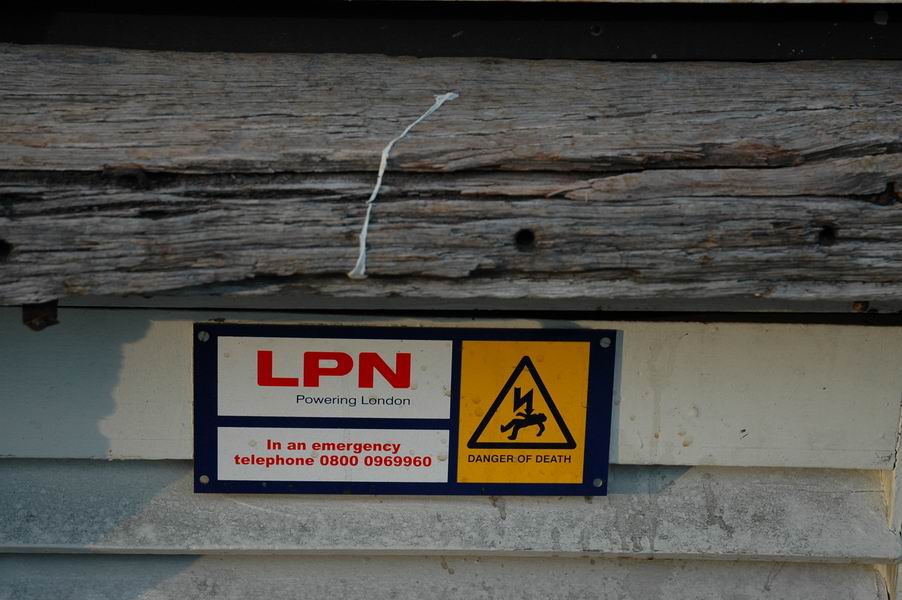 LPN
Powering London
In an emergency
telephone 0800 0969960
DANGER OF DEATH